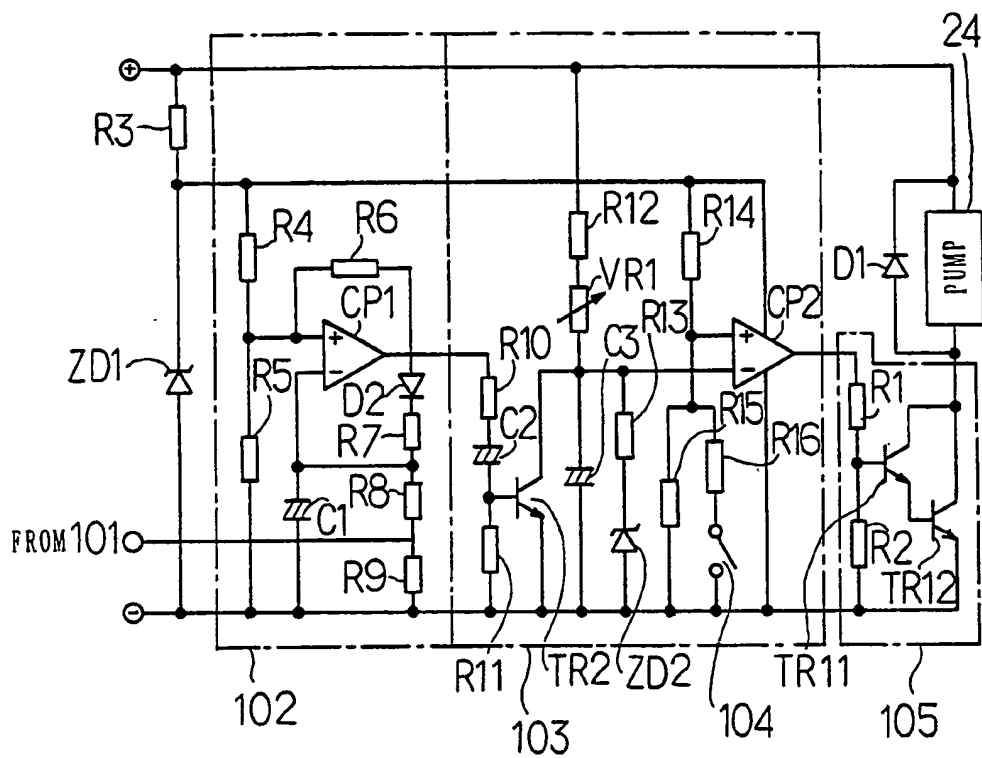 24
⊕
R3
R4
R6
R12
R14
D1
PUMP
CP1
VR1
CP2
R13
ZD1
R5
+
-
R10
C3
+
-
D2
R1
R7
C2
R15
R16
R8
C1
FROM 101
R9
R2
TR12
⊖
R11
TR2
ZD2
TR11
102
103
104
105